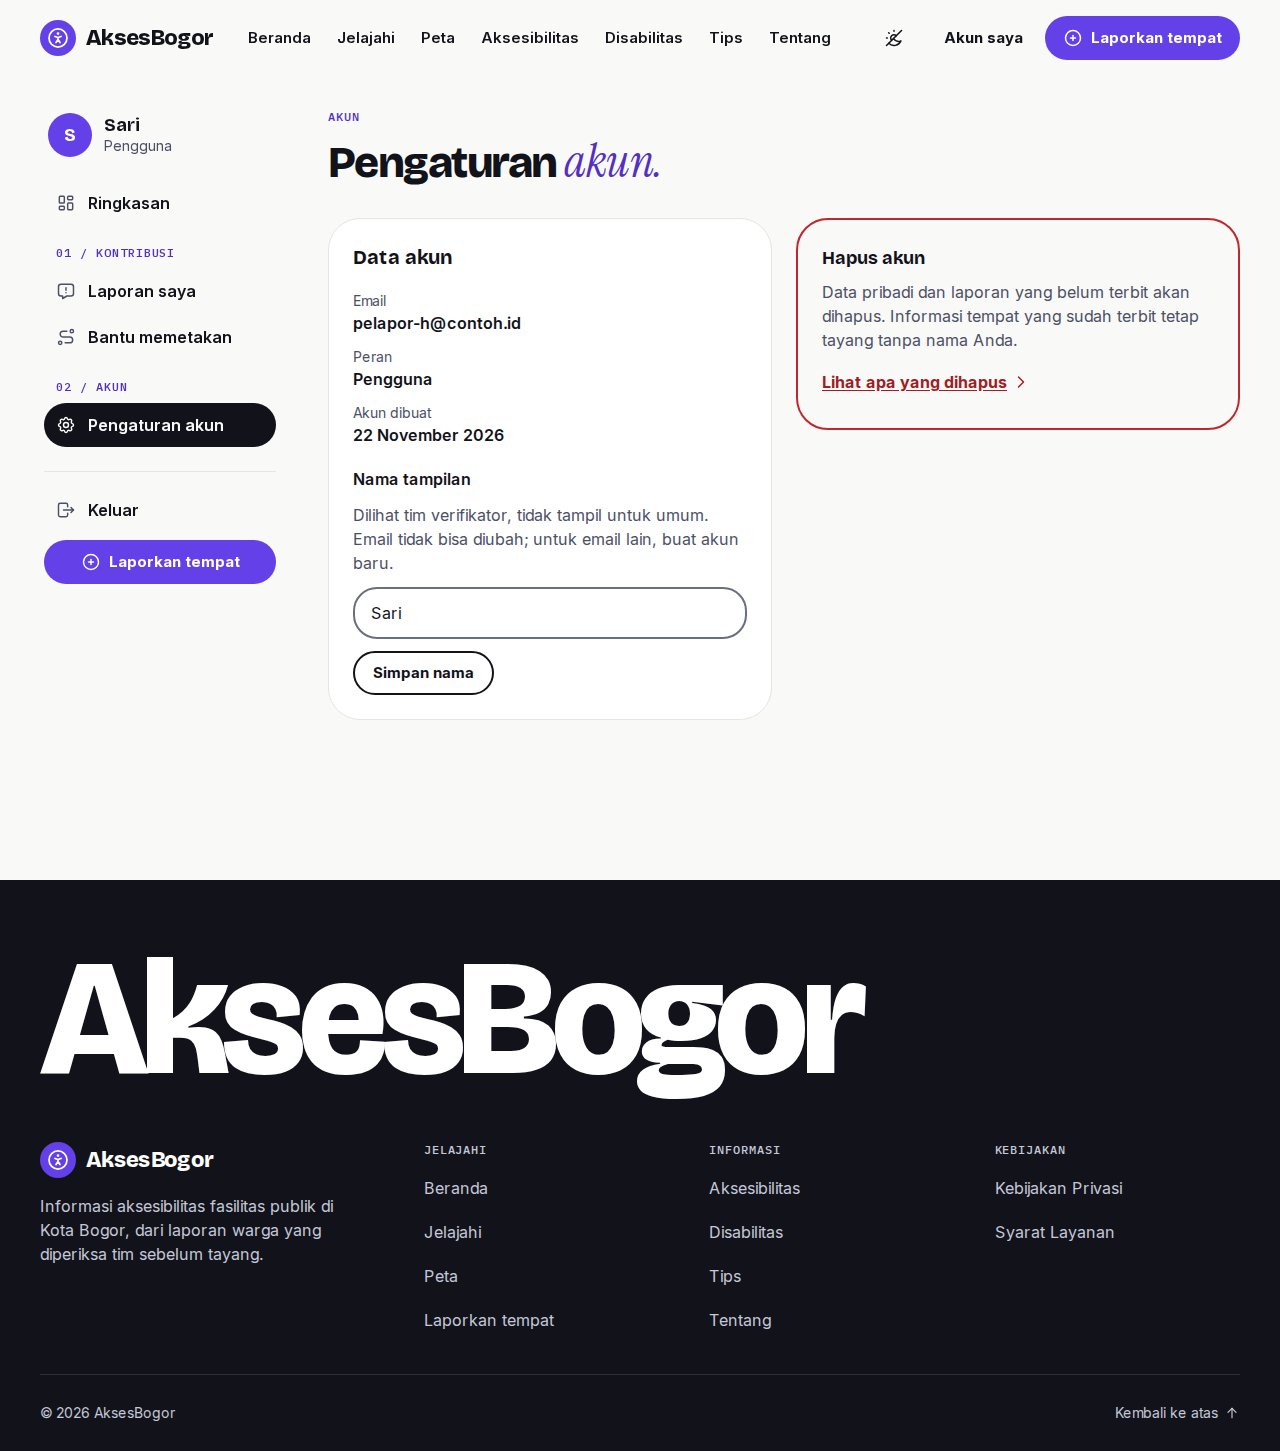 AksesBogor
Beranda
Jelajahi
Peta
Aksesibilitas
Disabilitas
Tips
Tentang
Akun saya
Laporkan tempat
S
Sari
Pengguna
Ringkasan
01 / KONTRIBUSI
Laporan saya
Bantu memetakan
02 / AKUN
Pengaturan akun
Keluar
Laporkan tempat
AKUN
Pengaturan akun.
Data akun
Email
pelapor-h@contoh.id
Peran
Pengguna
Akun dibuat
22 November 2026
Nama tampilan
Dilihat tim verifikator, tidak tampil untuk umum.
Email tidak bisa diubah; untuk email lain, buat akun
baru.
Sari
Simpan nama
Hapus akun
Data pribadi dan laporan yang belum terbit akan
dihapus. Informasi tempat yang sudah terbit tetap
tayang tanpa nama Anda.
Lihat apa yang dihapus
AksesBogor
AksesBogor
Informasi aksesibilitas fasilitas publik di
Kota Bogor, dari laporan warga yang
diperiksa tim sebelum tayang.
JELAJAHI
Beranda
Jelajahi
Peta
Laporkan tempat
INFORMASI
Aksesibilitas
Disabilitas
Tips
Tentang
KEBIJAKAN
Kebijakan Privasi
Syarat Layanan
© 2026 AksesBogor
Kembali ke atas ↑